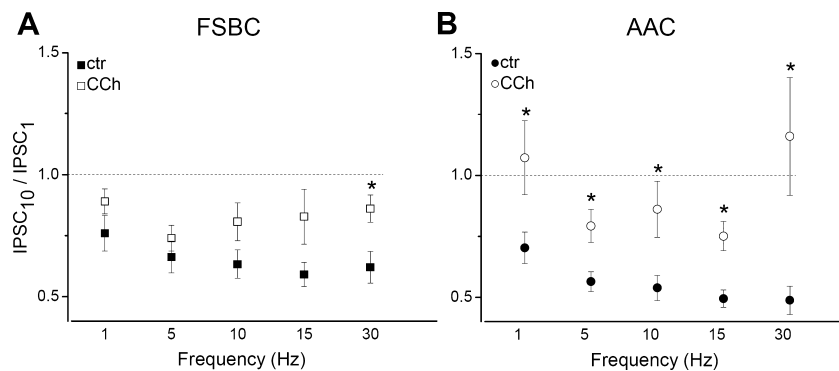 A
FSBC
1.5
1.0
0.5
IPSC10 / IPSC1
ctr
CCh
*
1 5 10 15 30
Frequency (Hz)
B
AAC
1.5
1.0
0.5
ctr
CCh
* * * * *
1 5 10 15 30
Frequency (Hz)